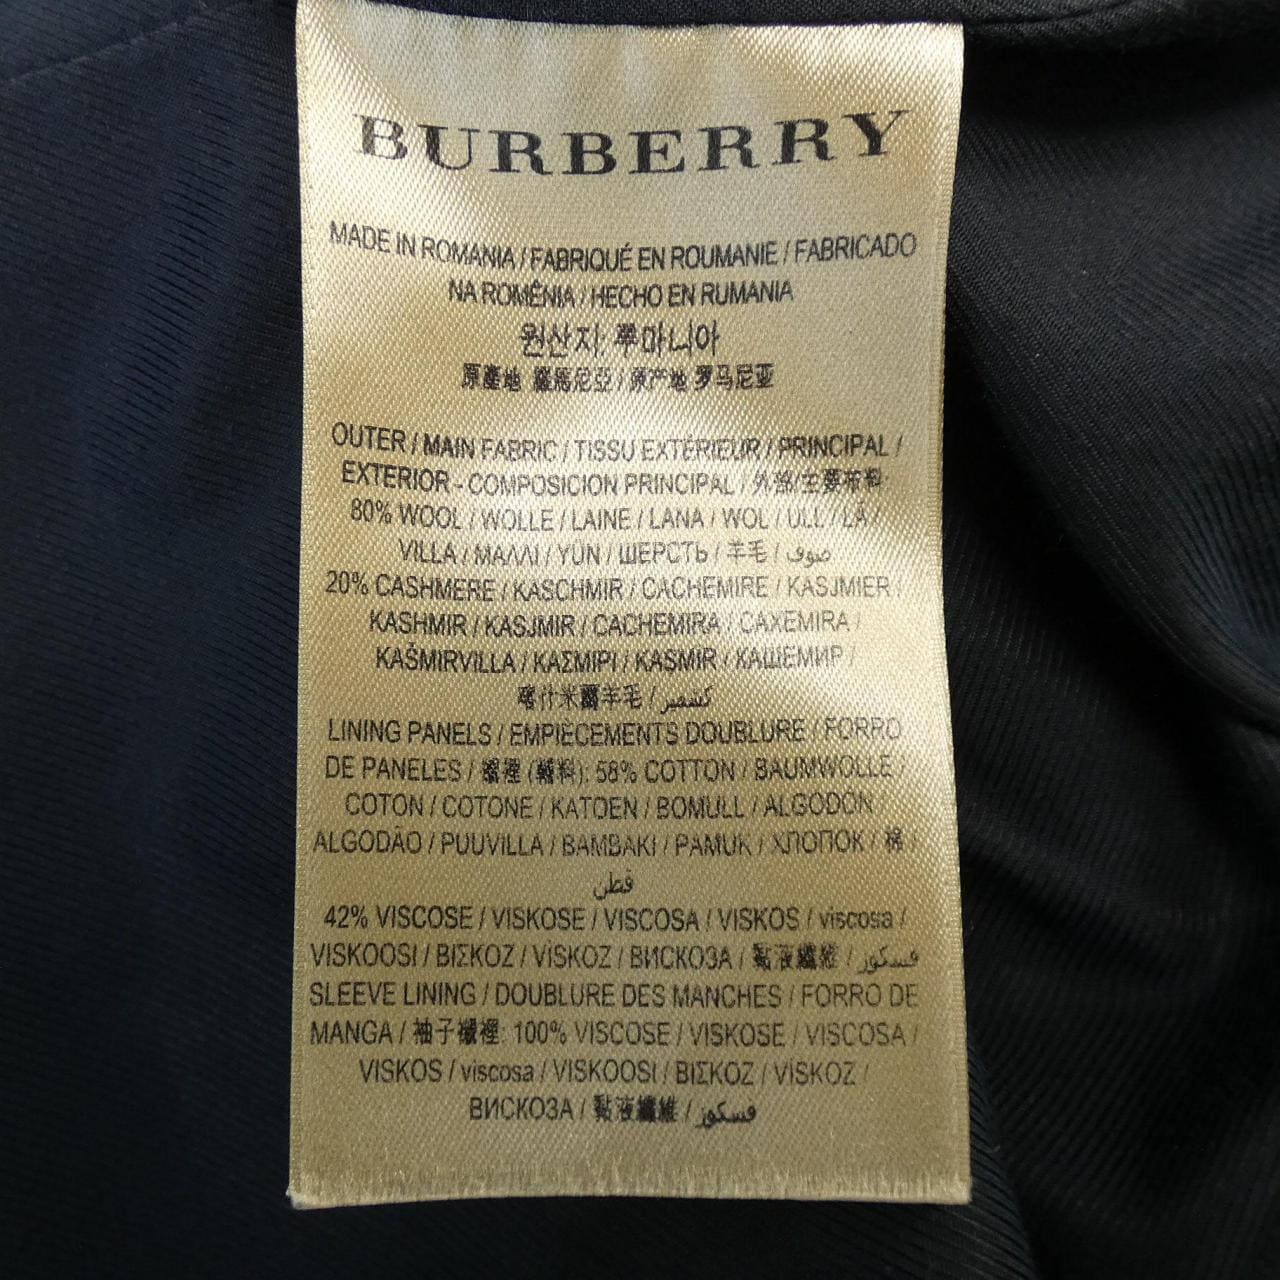 BURBERRY
MADE IN ROMANIA / FABRIQUÉ EN ROUMANIE / FABRICADO
NA ROMÉNIA / HECHO EN RUMANIA
원산지: 루마니아
原產地 羅馬尼亞 / 原产地 罗马尼亚
OUTER / MAIN FABRIC / TISSU EXTÉRIEUR / PRINCIPAL /
EXTERIOR - COMPOSICION PRINCIPAL / 外部/主要布料
80% WOOL / WOLLE / LAINE / LANA / WOL / ULL / LÃ /
VILLA / ΜΑΛΛΙ / YÜN / ШЕРСТЬ / 羊毛 / صوف
20% CASHMERE / KASCHMIR / CACHEMIRE / KASJMIER /
KASHMIR / KASJMIR / CACHEMIRA / CAXEMIRA /
KAŠMIRVILLA / ΚΑΣΜΙΡΙ / KASMIR / КАШЕМИР /
喀什米爾羊毛 / كشمير
LINING PANELS / EMPIÈCEMENTS DOUBLURE / FORRO
DE PANELES / 襯裡 (輔料): 58% COTTON / BAUMWOLLE /
COTON / COTONE / KATOEN / BOMULL / ALGODON /
ALGODÃO / PUUVILLA / BAMBAKI / PAMUK / ХЛОПОК / 棉 /
قطن
42% VISCOSE / VISKOSE / VISCOSA / VISKOS / viscosa /
VISKOOSI / ΒΙΣΚΟΖ / VİSKOZ / ВИСКОЗА / 黏液纖維 / فسكوز
SLEEVE LINING / DOUBLURE DES MANCHES / FORRO DE
MANGA / 袖子襯裡: 100% VISCOSE / VISKOSE / VISCOSA /
VISKOS / viscosa / VISKOOSI / ΒΙΣΚΟΖ / VİSKOZ /
ВИСКОЗА / 黏液纖維 / فسكوز